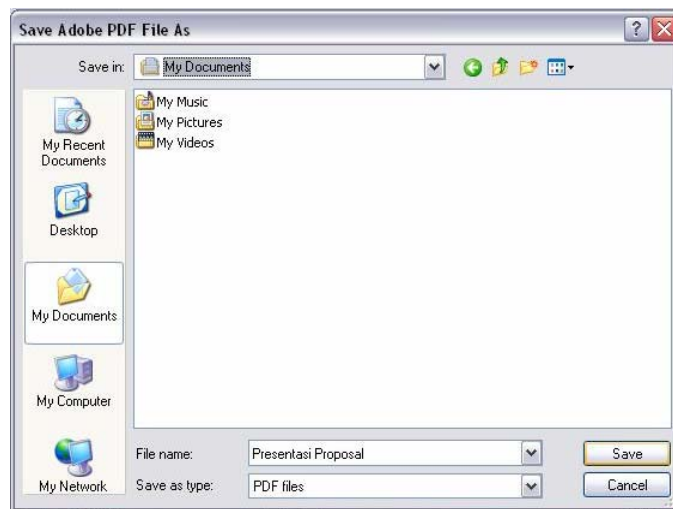 Save Adobe PDF File As
Save in:
My Documents
My Recent
Documents
Desktop
My Documents
My Computer
My Network
My Music
My Pictures
My Videos
File name:
Presentasi Proposal
Save
Save as type:
PDF files
Cancel